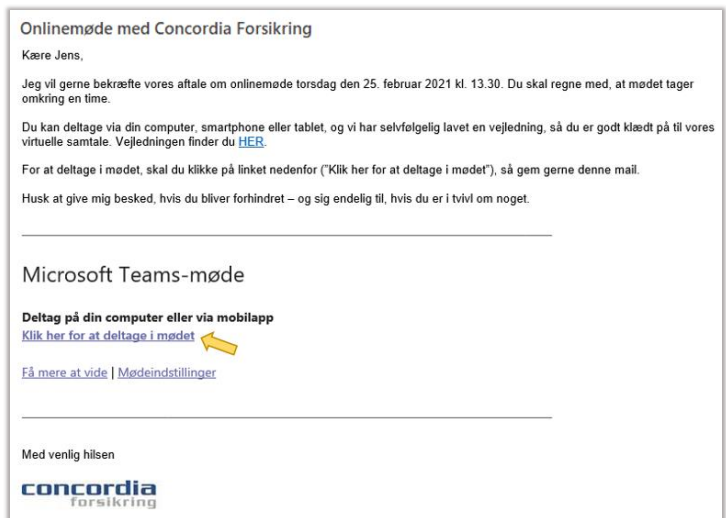 Onlinemøde med Concordia Forsikring
Kære Jens,
Jeg vil gerne bekræfte vores aftale om onlinemøde torsdag den 25. februar 2021 kl. 13.30. Du skal regne med, at mødet tager
omkring en time.
Du kan deltage via din computer, smartphone eller tablet, og vi har selvfølgelig lavet en vejledning, så du er godt klædt på til vores
virtuelle samtale. Vejledningen finder du HER.
For at deltage i mødet, skal du klikke på linket nedenfor ("Klik her for at deltage i mødet"), så gem gerne denne mail.
Husk at give mig besked, hvis du bliver forhindret – og sig endelig til, hvis du er i tvivl om noget.
Microsoft Teams-møde
Deltag på din computer eller via mobilapp
Klik her for at deltage i mødet
Få mere at vide | Mødeindstillinger
Med venlig hilsen
concordia
forsikring